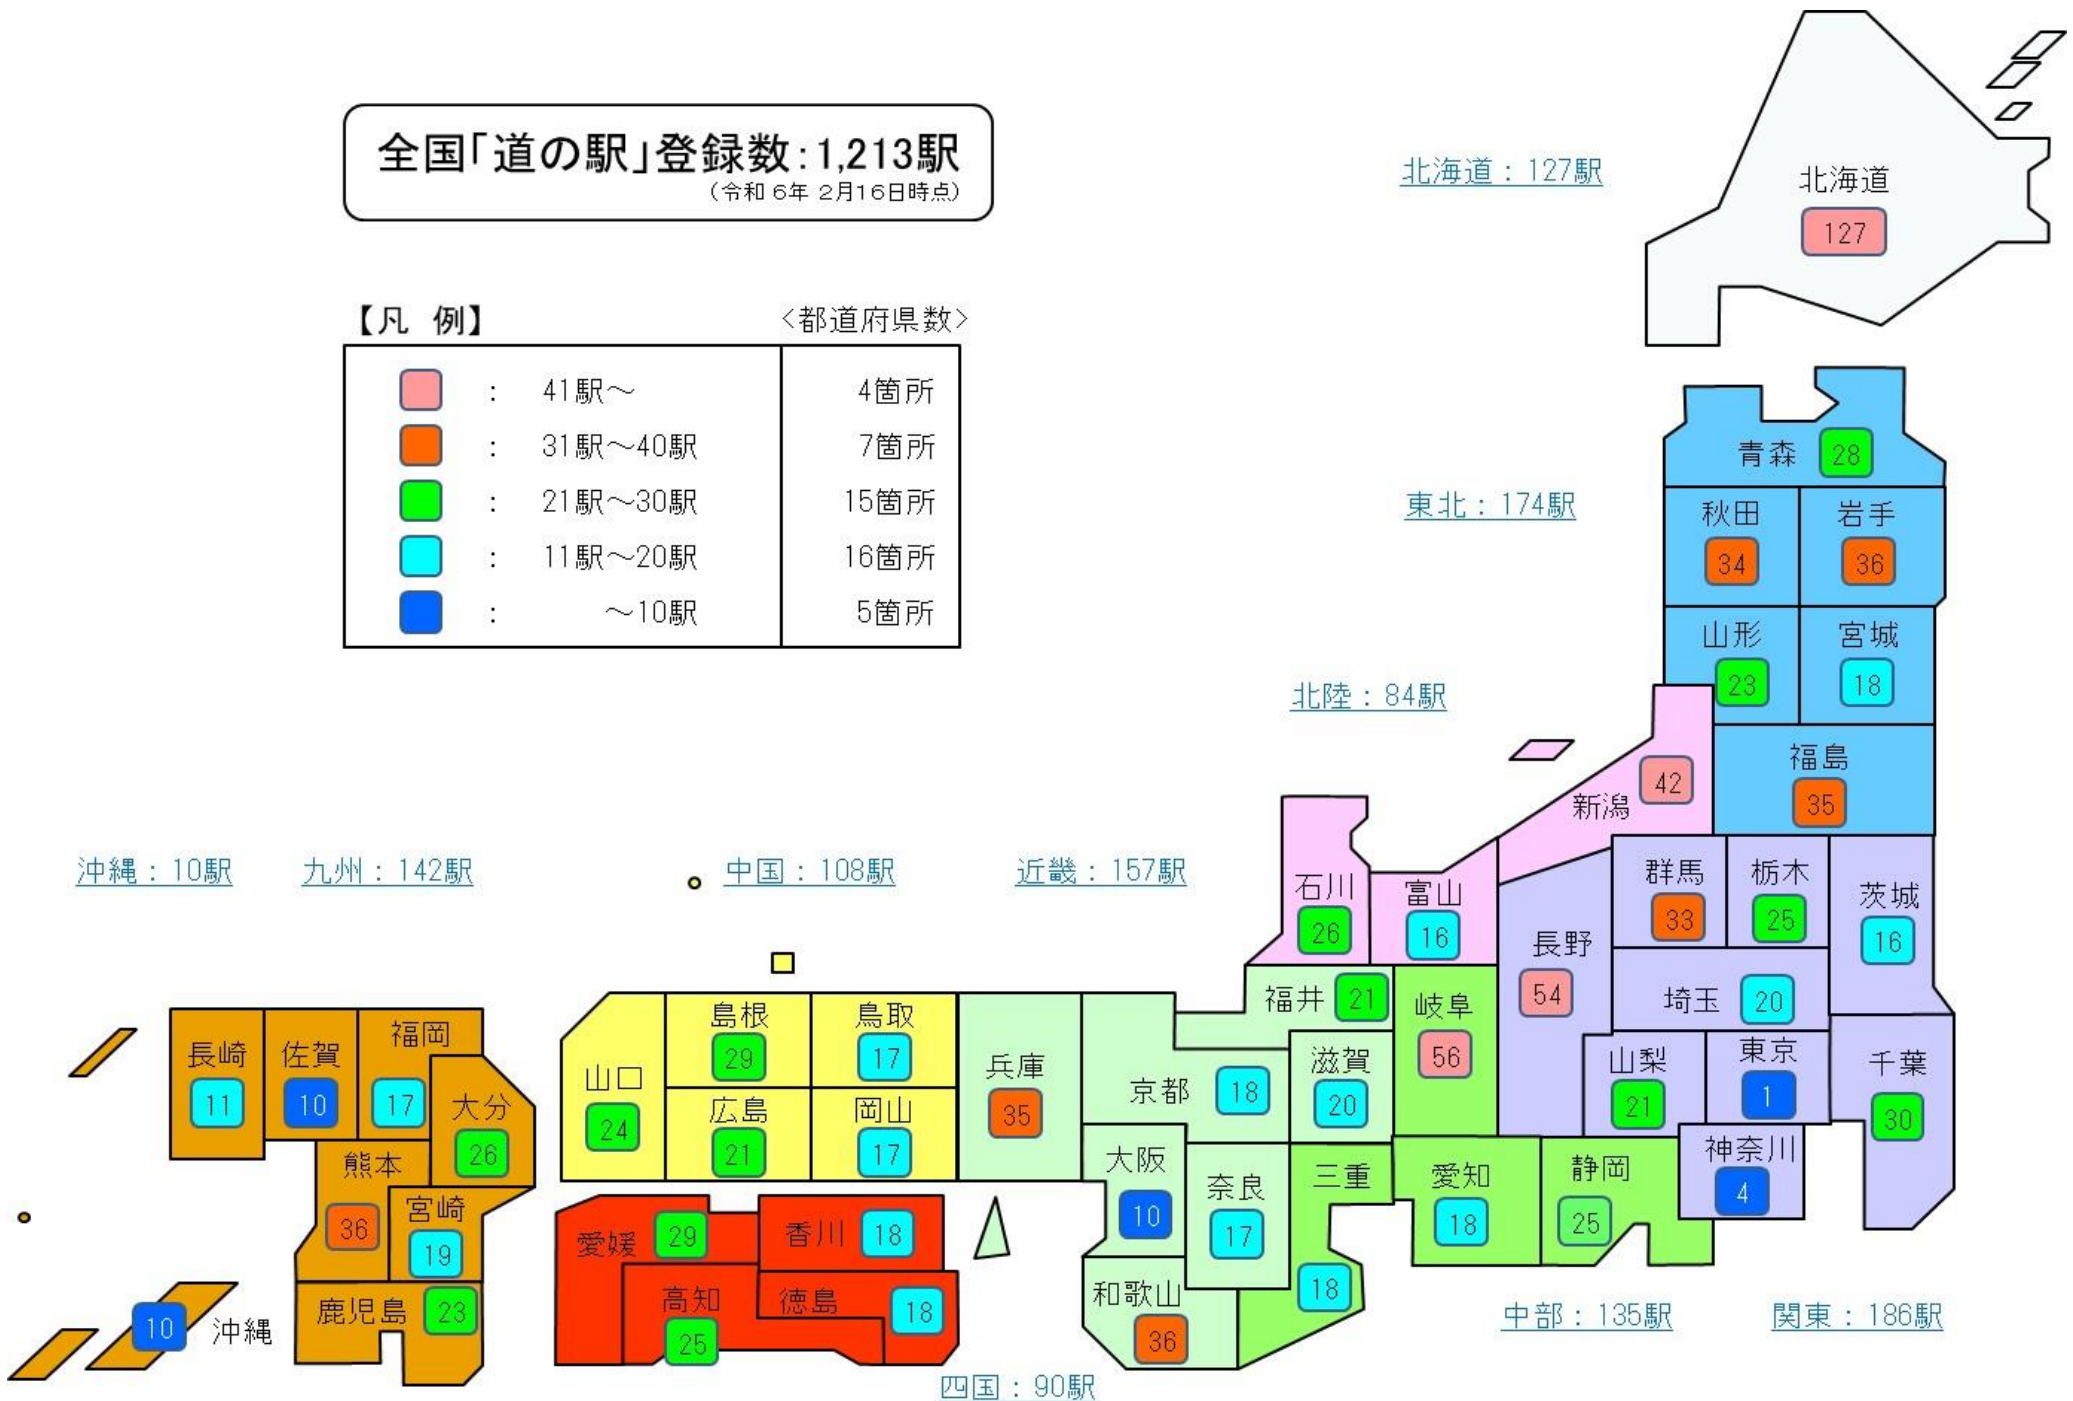 全国「道の駅」登録数:1,213駅
(令和 6年 2月16日時点)
【凡 例】 <都道府県数>
: 41駅～ 4箇所
: 31駅～40駅 7箇所
: 21駅～30駅 15箇所
: 11駅～20駅 16箇所
: ～10駅 5箇所
北海道：127駅
北海道
127
東北：174駅
青森 28
秋田
34
岩手
36
山形
23
宮城
18
福島
35
北陸：84駅
新潟 42
石川
26
富山
16
群馬
33
栃木
25
茨城
16
長野
54
埼玉 20
山梨
21
東京
1
千葉
30
神奈川
4
関東：186駅
岐阜
56
静岡
25
愛知
18
三重
18
中部：135駅
近畿：157駅
福井 21
滋賀
20
京都 18
兵庫
35
大阪
10
奈良
17
和歌山
36
中国：108駅
鳥取
17
島根
29
岡山
17
広島
21
山口
24
四国：90駅
愛媛 29
香川 18
高知
25
徳島 18
九州：142駅
福岡
17
佐賀
10
長崎
11
大分
26
熊本
36
宮崎
19
鹿児島 23
沖縄：10駅
10 沖縄